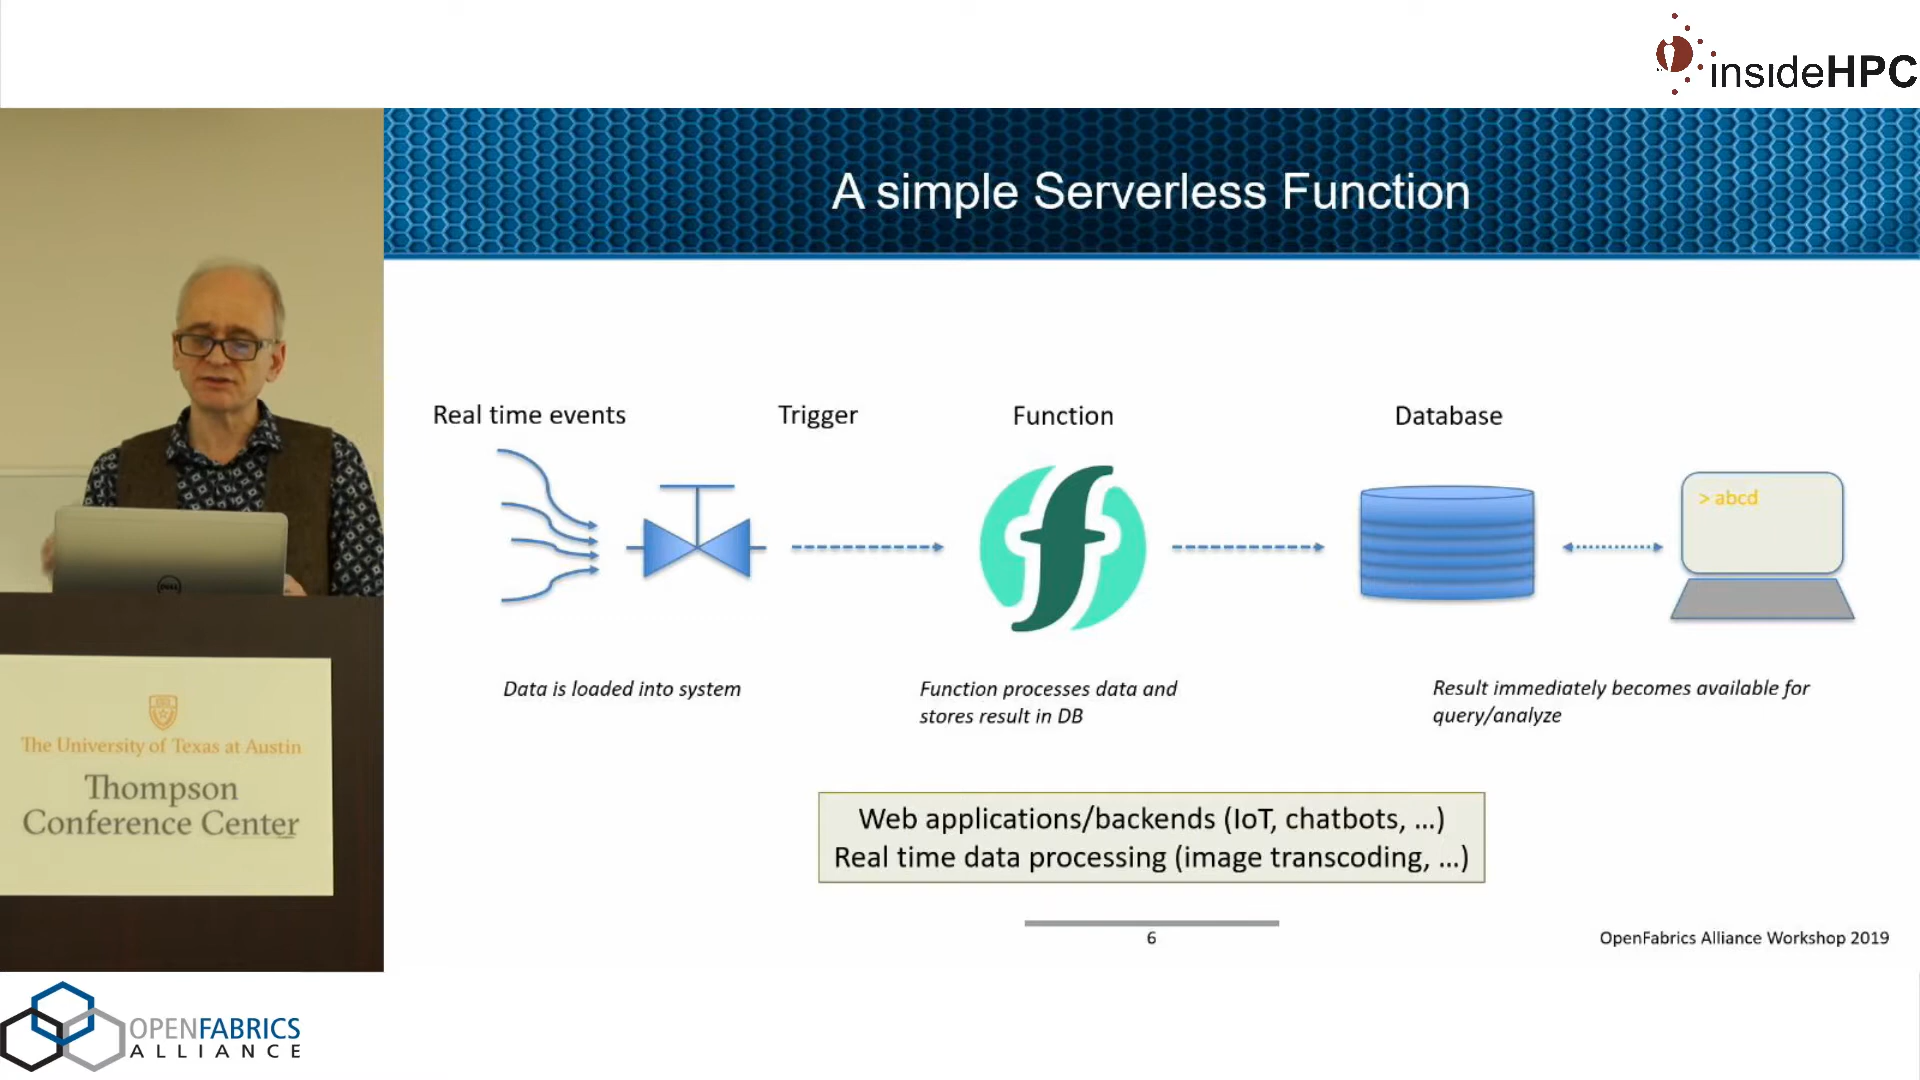 insideHPC
A simple Serverless Function
Real time events
Trigger
Function
Database
> abcd
Data is loaded into system
Function processes data and
stores result in DB
Result immediately becomes available for
query/analyze
Web applications/backends (IoT, chatbots, ...)
Real time data processing (image transcoding, ...)
6
OpenFabrics Alliance Workshop 2019
DELL
The University of Texas at Austin
Thompson
Conference Center
OPENFABRICS
ALLIANCE